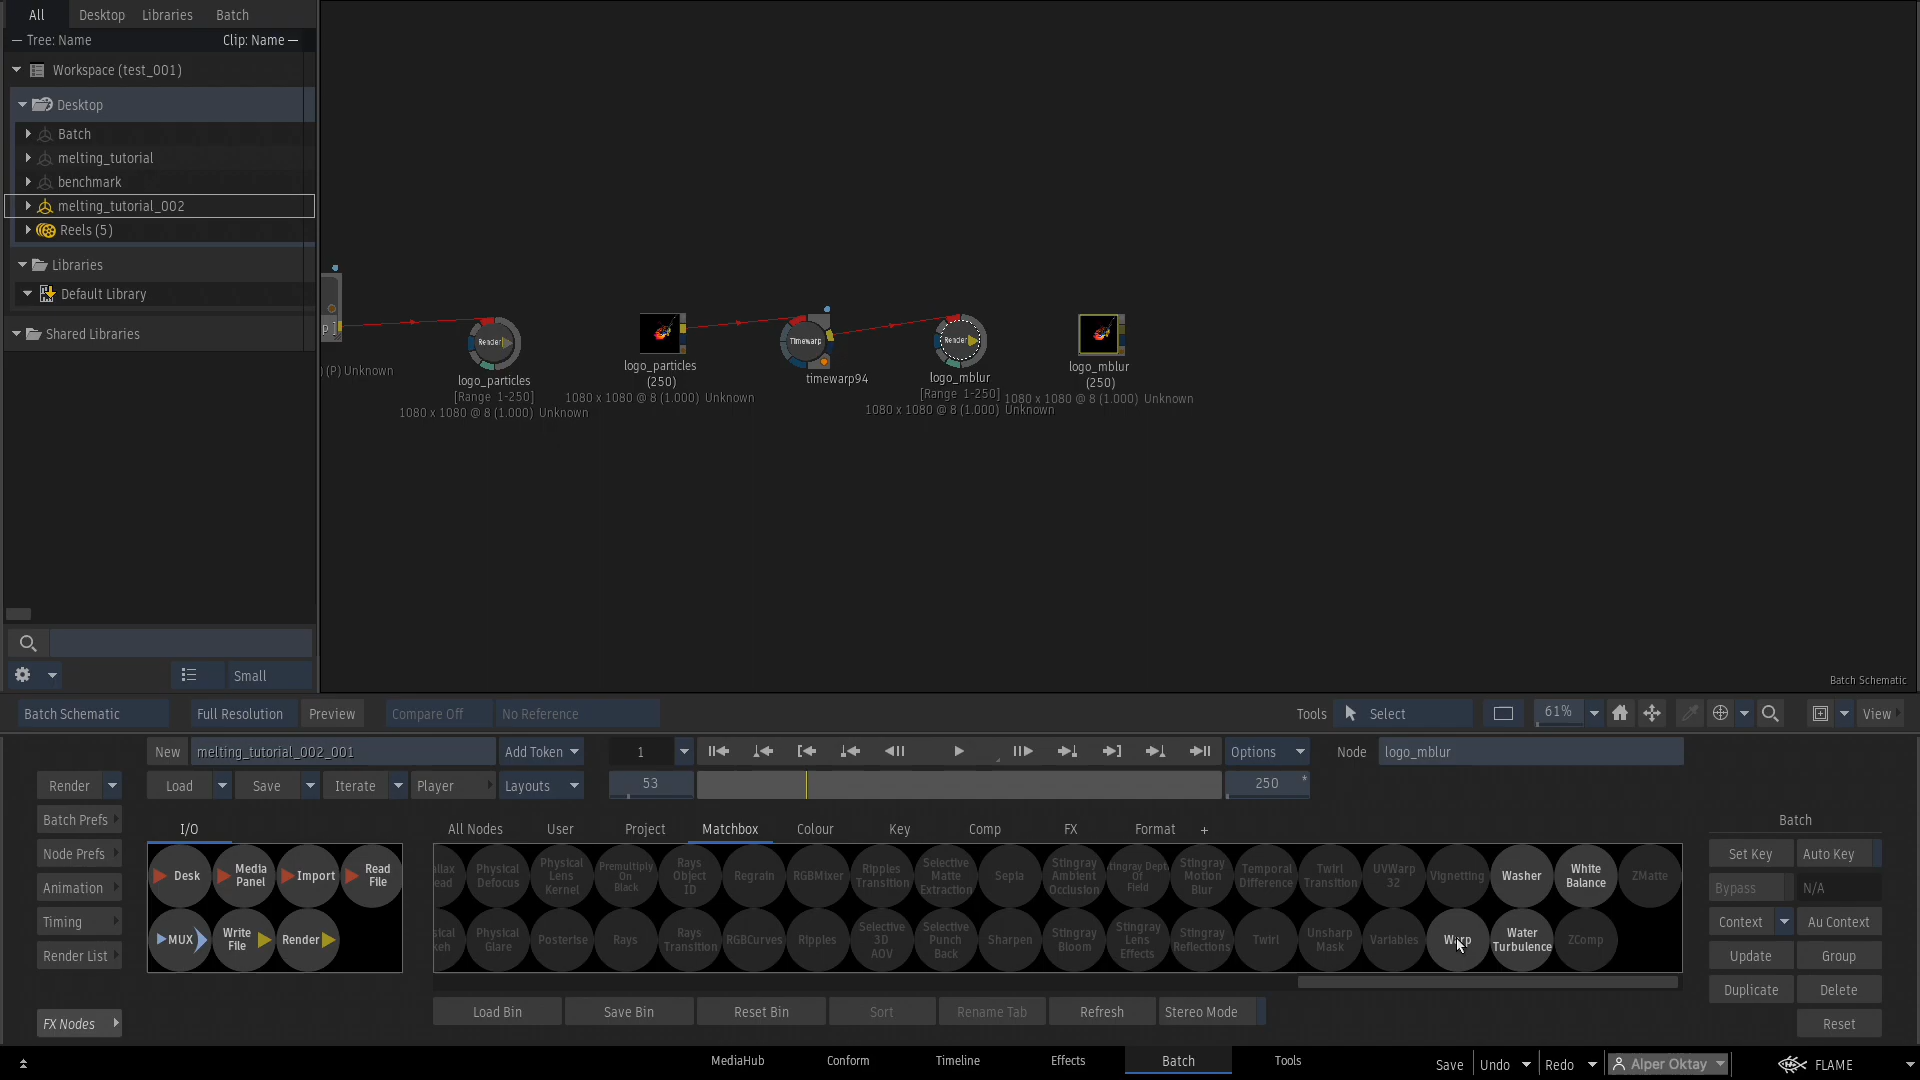 All Desktop Libraries Batch
Tree: Name Clip: Name
Workspace (test_001)
Desktop
Batch
melting_tutorial
benchmark
melting_tutorial_002
Reels (5)
Libraries
Default Library
Shared Libraries
Small
p ]
) (P) Unknown
Render
logo_particles
[Range 1-250]
1080 x 1080 @ 8 (1.000) Unknown
logo_particles
(250)
1080 x 1080 @ 8 (1.000) Unknown
Timewarp
timewarp94
Render
logo_mblur
[Range 1-250]
1080 x 1080 @ 8 (1.000) Unknown
logo_mblur
(250)
1080 x 1080 @ 8 (1.000) Unknown
Batch Schematic
Batch Schematic Full Resolution Preview Compare Off No Reference Tools Select 61% View
New melting_tutorial_002_001 Add Token 1 Options Node logo_mblur
Render Load Save Iterate Player Layouts 53 250 *
Batch Prefs
Node Prefs
Animation
Timing
Render List
FX Nodes
I/O
Desk
Media Panel
Import
Read File
MUX
Write File
Render
All Nodes User Project Matchbox Colour Key Comp FX Format +
Physical Defocus
Physical Lens Kernel
Premultiply On Black
Rays Object ID
Regrain
RGBMixer
Ripples Transition
Selective Matte Extraction
Sepia
Stingray Ambient Occlusion
tingray Dept Of Field
Stingray Motion Blur
Temporal Difference
Twirl Transition
UVWarp 32
Vignetting
Washer
White Balance
ZMatte
Physical Glare
Posterise
Rays
Rays Transition
RGBCurves
Ripples
Selective 3D AOV
Selective Punch Back
Sharpen
Stingray Bloom
Stingray Lens Effects
Stingray Reflections
Twirl
Unsharp Mask
Variables
Warp
Water Turbulence
ZComp
Load Bin Save Bin Reset Bin Sort Rename Tab Refresh Stereo Mode
Batch
Set Key Auto Key
Bypass N/A
Context Au Context
Update Group
Duplicate Delete
Reset
MediaHub Conform Timeline Effects Batch Tools Save Undo Redo Alper Oktay FLAME